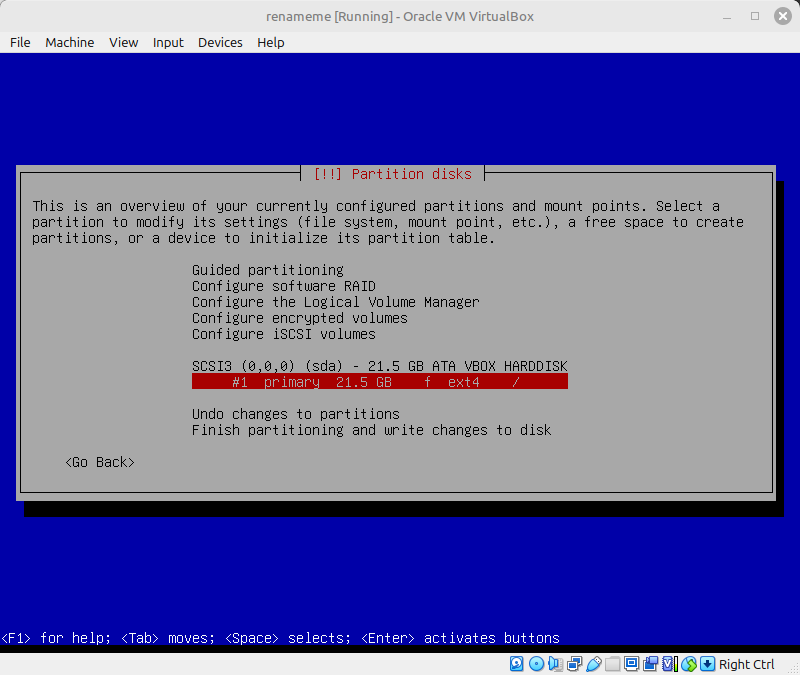 renameme [Running] - Oracle VM VirtualBox
File Machine View Input Devices Help
[!!] Partition disks
This is an overview of your currently configured partitions and mount points. Select a
partition to modify its settings (file system, mount point, etc.), a free space to create
partitions, or a device to initialize its partition table.
Guided partitioning
Configure software RAID
Configure the Logical Volume Manager
Configure encrypted volumes
Configure iSCSI volumes
SCSI3 (0,0,0) (sda) - 21.5 GB ATA VBOX HARDDISK
#1 primary 21.5 GB f ext4 /
Undo changes to partitions
Finish partitioning and write changes to disk
<Go Back>
<F1> for help; <Tab> moves; <Space> selects; <Enter> activates buttons
Right Ctrl